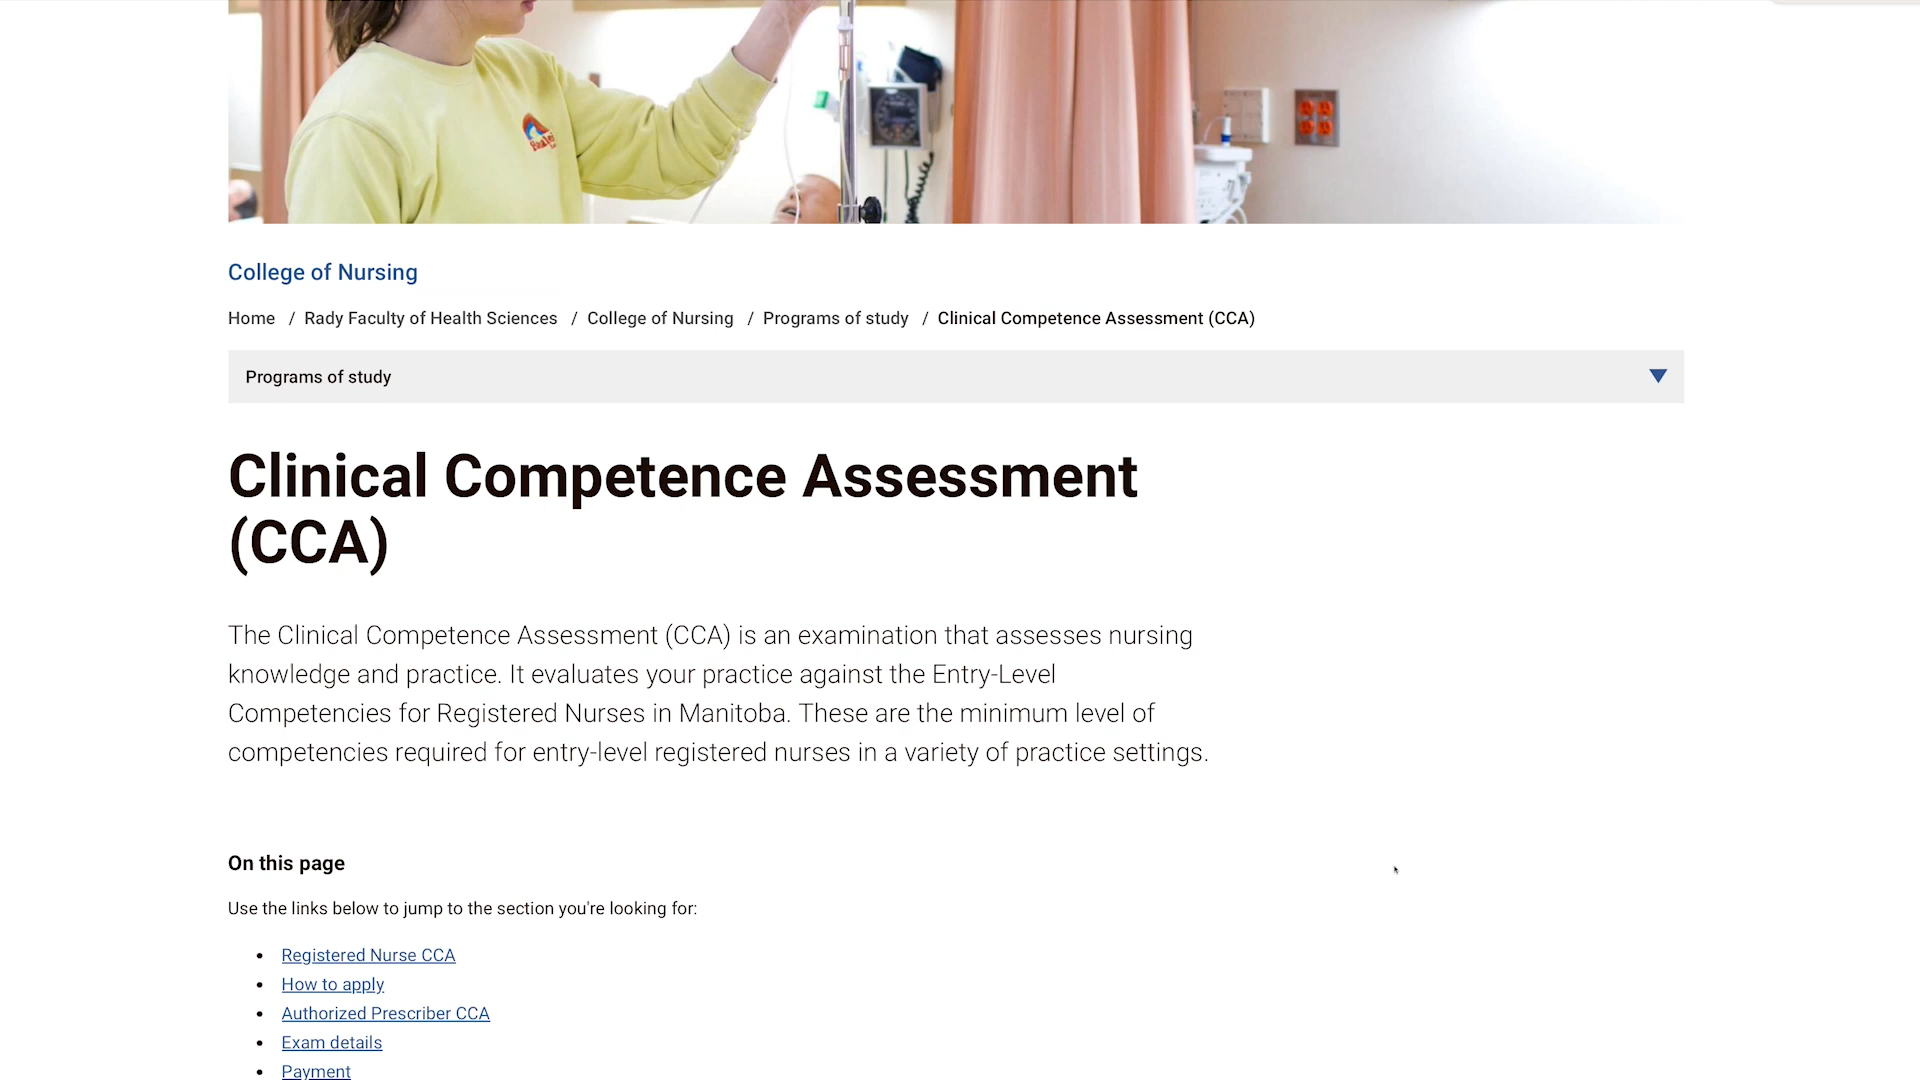 College of Nursing
Home / Rady Faculty of Health Sciences / College of Nursing / Programs of study / Clinical Competence Assessment (CCA)
Programs of study
Clinical Competence Assessment
(CCA)
The Clinical Competence Assessment (CCA) is an examination that assesses nursing
knowledge and practice. It evaluates your practice against the Entry-Level
Competencies for Registered Nurses in Manitoba. These are the minimum level of
competencies required for entry-level registered nurses in a variety of practice settings.
On this page
Use the links below to jump to the section you're looking for:
• Registered Nurse CCA
• How to apply
• Authorized Prescriber CCA
• Exam details
• Payment